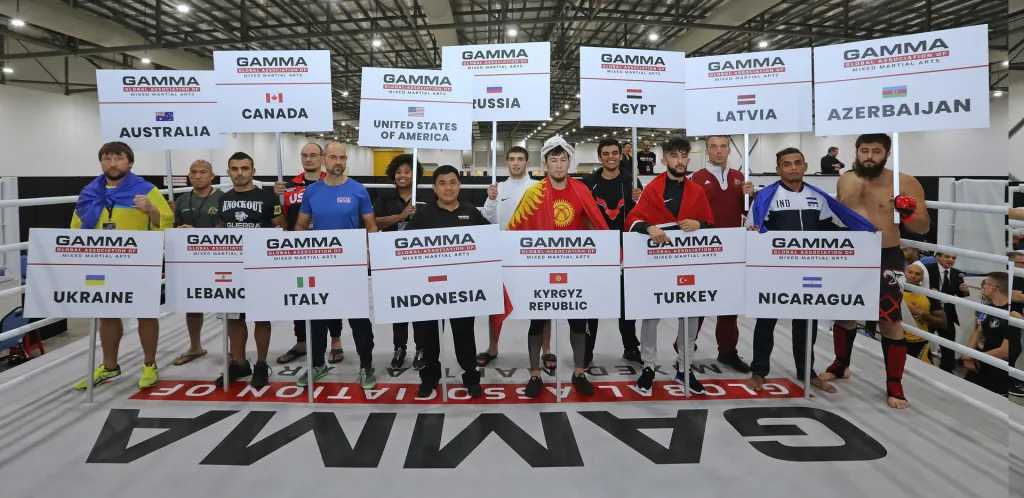 GAMMA
GLOBAL ASSOCIATION OF
MIXED MARTIAL ARTS
AUSTRALIA
GAMMA
GLOBAL ASSOCIATION OF
MIXED MARTIAL ARTS
CANADA
GAMMA
GLOBAL ASSOCIATION OF
MIXED MARTIAL ARTS
UNITED STATES
OF AMERICA
GAMMA
GLOBAL ASSOCIATION OF
MIXED MARTIAL ARTS
RUSSIA
GAMMA
GLOBAL ASSOCIATION OF
MIXED MARTIAL ARTS
EGYPT
GAMMA
GLOBAL ASSOCIATION OF
MIXED MARTIAL ARTS
LATVIA
GAMMA
GLOBAL ASSOCIATION OF
MIXED MARTIAL ARTS
AZERBAIJAN
KNOCKOUT
GUERRA
US
IND
GAMMA
GLOBAL ASSOCIATION OF
MIXED MARTIAL ARTS
UKRAINE
GAMMA
GLOBAL ASSOCIATION OF
MIXED MARTIAL
LEBANO
GAMMA
GLOBAL ASSOCIATION OF
MIXED MARTIAL ARTS
ITALY
GAMMA
GLOBAL ASSOCIATION OF
MIXED MARTIAL ARTS
INDONESIA
GAMMA
GLOBAL ASSOCIATION OF
MIXED MARTIAL ARTS
KYRGYZ
REPUBLIC
GAMMA
GLOBAL ASSOCIATION OF
MIXED MARTIAL ARTS
TURKEY
GAMMA
GLOBAL ASSOCIATION OF
MIXED MARTIAL ARTS
NICARAGUA
MIXED MARTIAL AR
GLOBAL ASSOCIATION OF
GAMMA